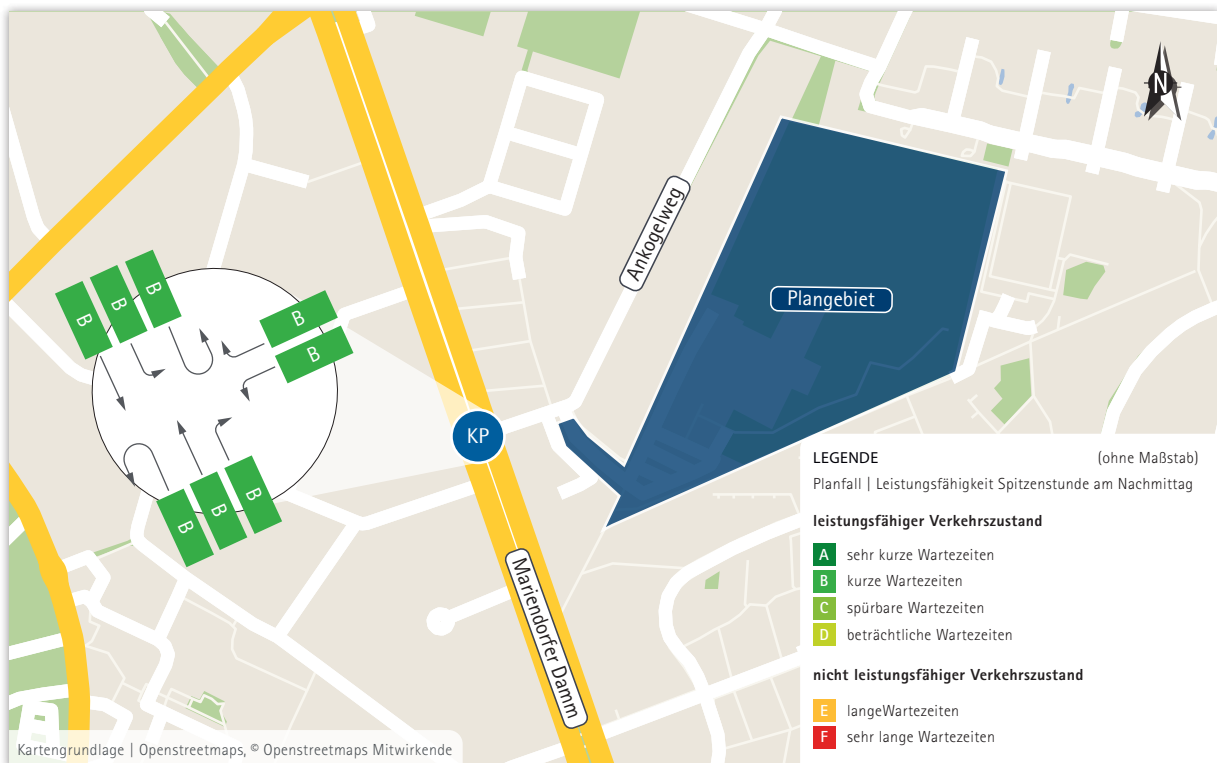 N
Ankogelweg
Plangebiet
B
B
B
B
B
KP
B
B
B
Mariendorfer Damm
LEGENDE (ohne Maßstab)
Planfall | Leistungsfähigkeit Spitzenstunde am Nachmittag
leistungsfähiger Verkehrszustand
A sehr kurze Wartezeiten
B kurze Wartezeiten
C spürbare Wartezeiten
D beträchtliche Wartezeiten
nicht leistungsfähiger Verkehrszustand
E langeWartezeiten
F sehr lange Wartezeiten
Kartengrundlage | Openstreetmaps, © Openstreetmaps Mitwirkende